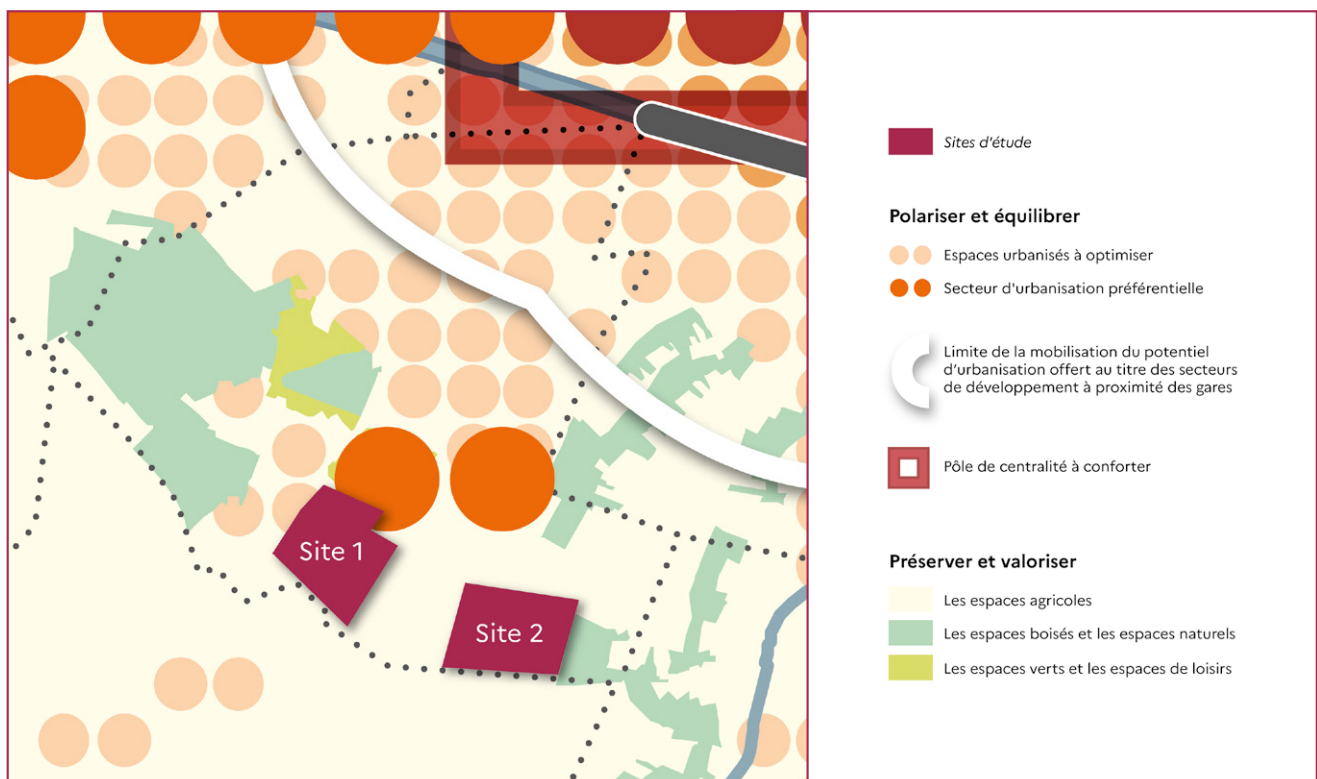 Site 1
Site 2
Sites d'étude
Polariser et équilibrer
Espaces urbanisés à optimiser
Secteur d'urbanisation préférentielle
Limite de la mobilisation du potentiel
d'urbanisation offert au titre des secteurs
de développement à proximité des gares
Pôle de centralité à conforter
Préserver et valoriser
Les espaces agricoles
Les espaces boisés et les espaces naturels
Les espaces verts et les espaces de loisirs